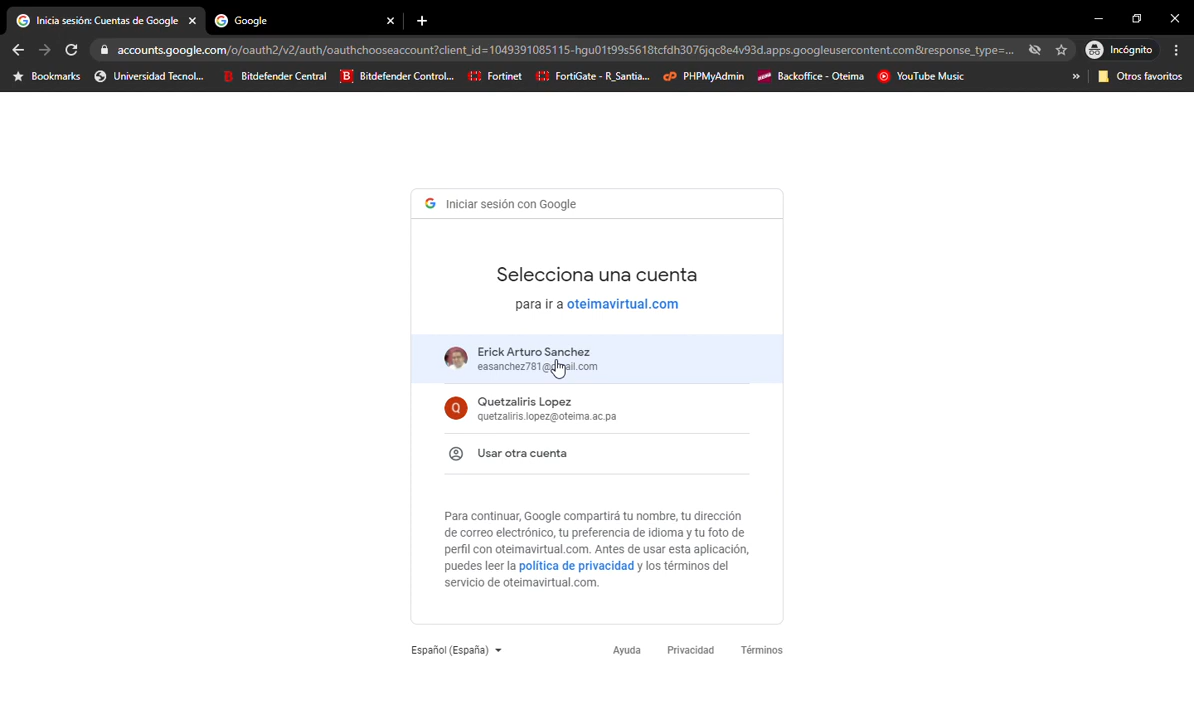 Inicia sesión: Cuentas de Google
Google
accounts.google.com/o/oauth2/v2/auth/oauthchooseaccount?client_id=1049391085115-hgu01t99s5618tcfdh3076jqc8e4v93d.apps.googleusercontent.com&response_type=...
Incógnito
Bookmarks
Universidad Tecnol...
Bitdefender Central
Bitdefender Control...
Fortinet
FortiGate - R_Santia...
PHPMyAdmin
Backoffice - Oteima
YouTube Music
»
Otros favoritos
Iniciar sesión con Google
Selecciona una cuenta
para ir a oteimavirtual.com
Erick Arturo Sanchez
Quetzaliris Lopez
quetzaliris.lopez@oteima.ac.pa
Usar otra cuenta
Para continuar, Google compartirá tu nombre, tu dirección
de correo electrónico, tu preferencia de idioma y tu foto de
perfil con oteimavirtual.com. Antes de usar esta aplicación,
puedes leer la política de privacidad y los términos del
servicio de oteimavirtual.com.
Español (España)
Ayuda
Privacidad
Términos